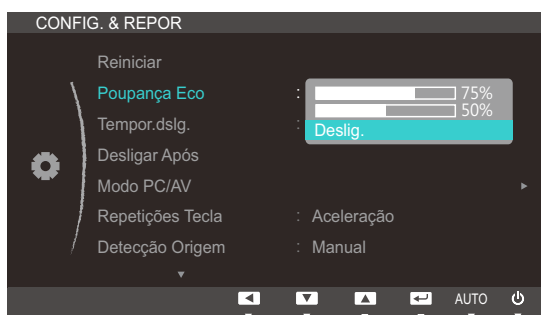 CONFIG. & REPOR
Reiniciar
Poupança Eco : 75%
50%
Tempor.dslg. : Deslig.
Desligar Após
Modo PC/AV
Repetições Tecla : Aceleração
Detecção Origem : Manual
AUTO